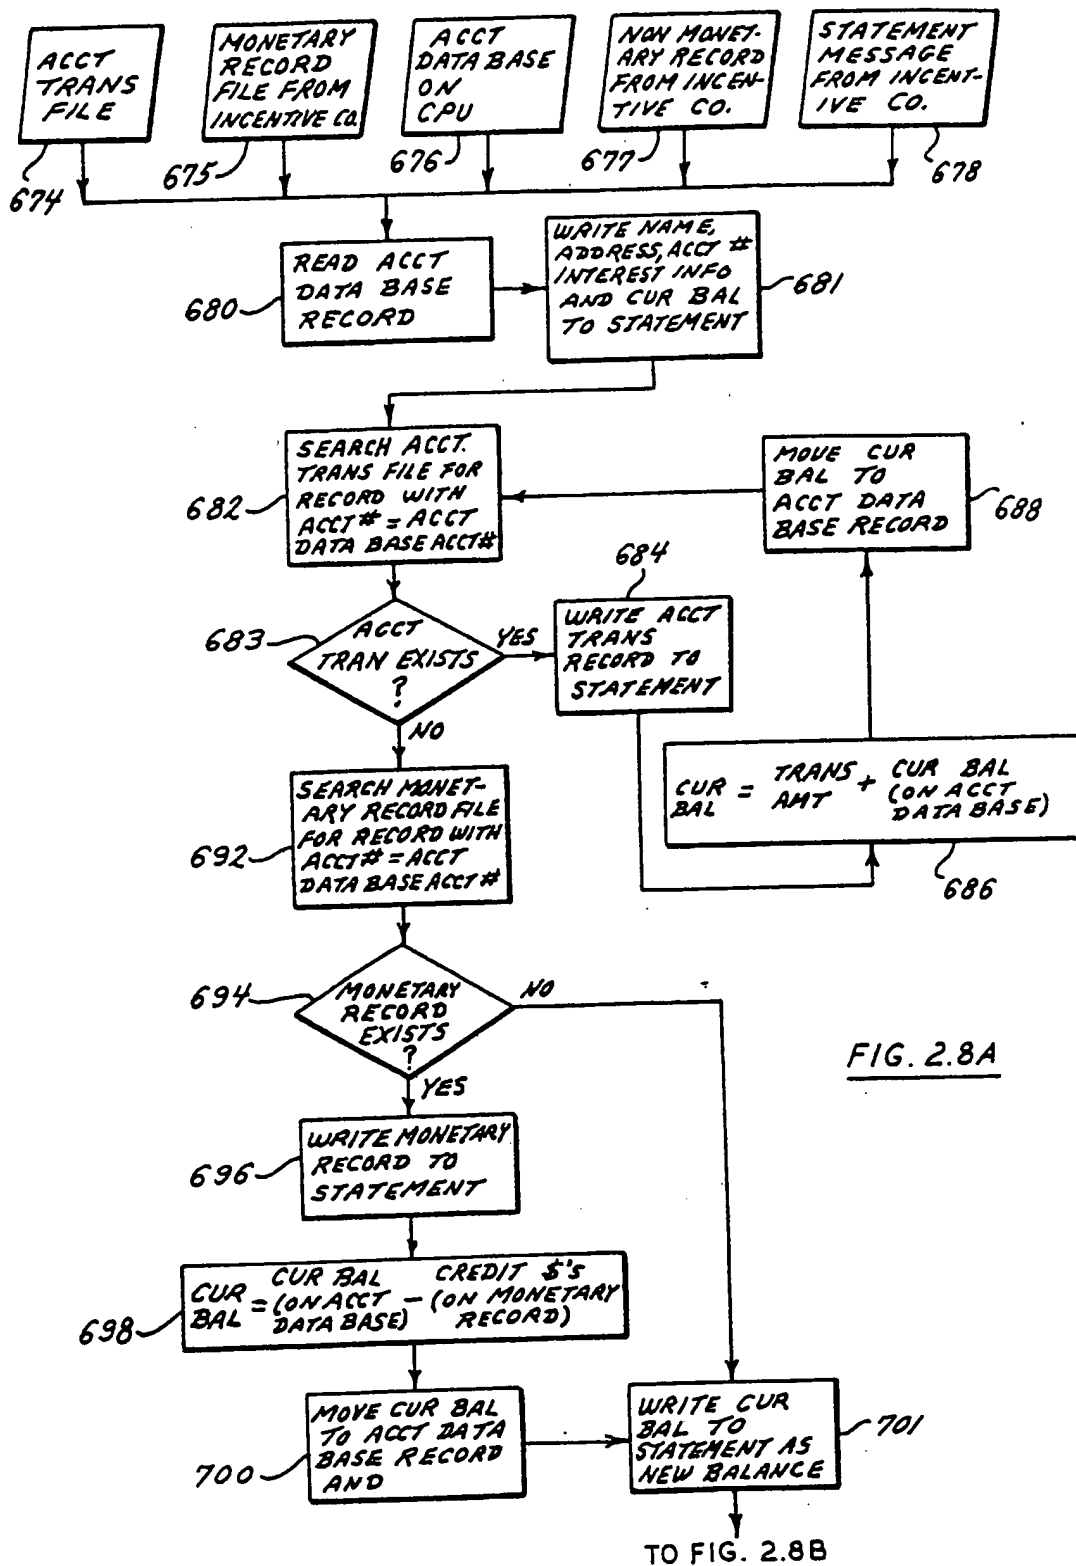 ACCT
TRANS
FILE
674
MONETARY
RECORD
FILE FROM
INCENTIVE CO.
675
ACCT
DATA BASE
ON
CPU
676
NON MONET-
ARY RECORD
FROM INCEN-
TIVE CO.
677
STATEMENT
MESSAGE
FROM INCENT-
IVE CO.
678
READ ACCT
DATA BASE
RECORD
680
WRITE NAME,
ADDRESS, ACCT #
INTEREST INFO
AND CUR BAL
TO STATEMENT
681
SEARCH ACCT.
TRANS FILE FOR
RECORD WITH
ACCT # = ACCT
DATA BASE ACCT #
682
MOVE CUR
BAL TO
ACCT DATA
BASE RECORD
688
ACCT
TRAN EXISTS
?
683
YES
NO
684
WRITE ACCT
TRANS
RECORD TO
STATEMENT
CUR BAL = TRANS AMT + CUR BAL
(ON ACCT
DATA BASE)
686
SEARCH MONET-
ARY RECORD FILE
FOR RECORD WITH
ACCT # = ACCT
DATA BASE ACCT #
692
MONETARY
RECORD
EXISTS
?
694
NO
YES
FIG. 2.8A
WRITE MONETARY
RECORD TO
STATEMENT
696
CUR BAL = CUR BAL (ON ACCT DATA BASE) - CREDIT $'s (ON MONETARY RECORD)
698
MOVE CUR BAL
TO ACCT DATA
BASE RECORD
AND
700
WRITE CUR
BAL TO
STATEMENT AS
NEW BALANCE
701
TO FIG. 2.8B